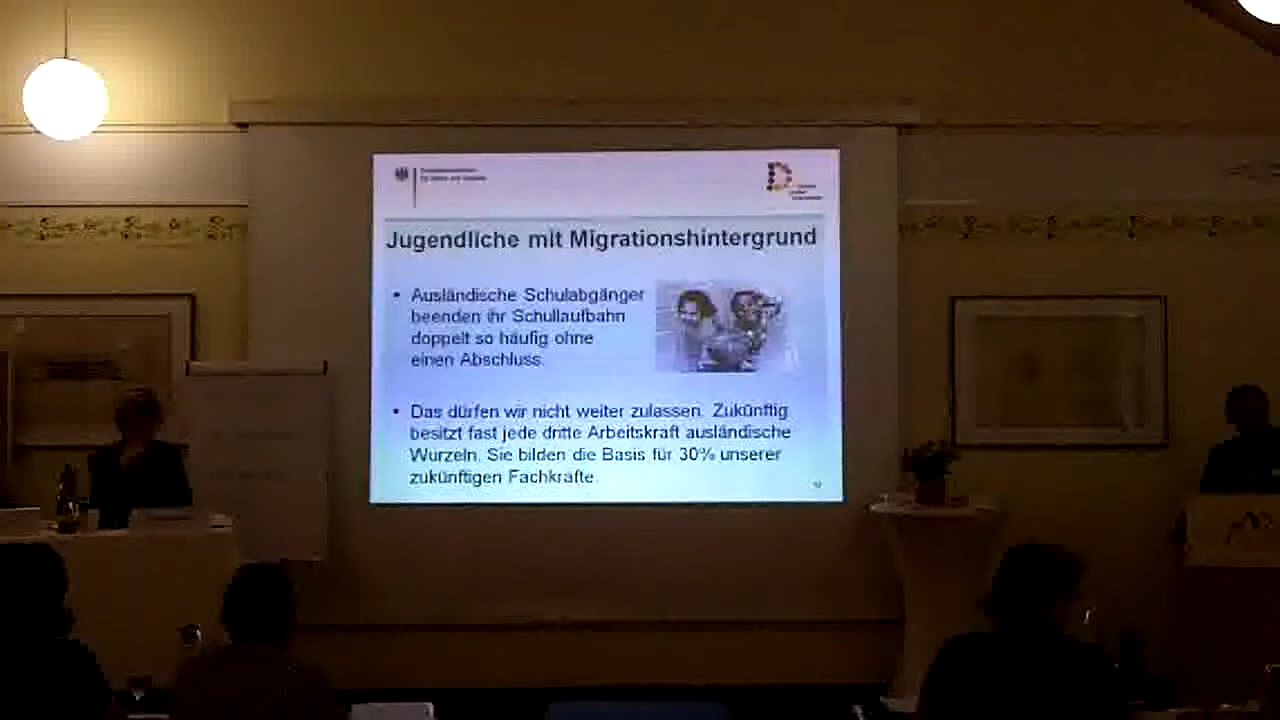 Jugendliche mit Migrationshintergrund
• Ausländische Schulabgänger
beenden ihr Schullaufbahn
doppelt so häufig ohne
einen Abschluss.
• Das dürfen wir nicht weiter zulassen. Zukünftig
besitzt fast jede dritte Arbeitskraft ausländische
Wurzeln. Sie bilden die Basis für 30% unserer
zukünftigen Fachkräfte.